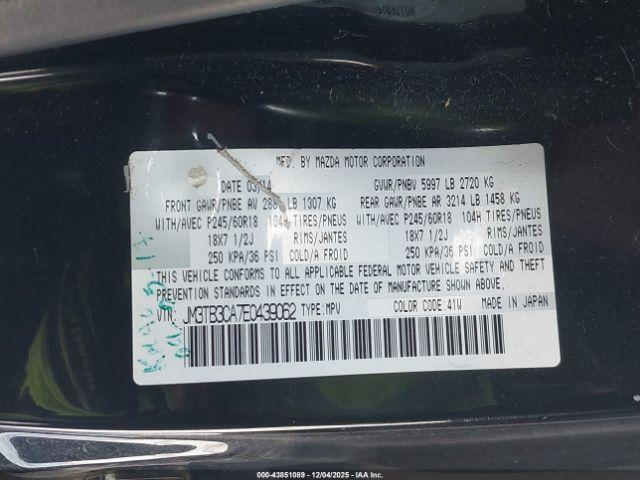 MFD. BY MAZDA MOTOR CORPORATION
DATE 03/14 GVWR/PNBV 5997 LB 2720 KG
FRONT GAWR/PNBE AV LB 1307 KG REAR GAWR/PNBE AR 3214 LB 1458 KG
WITH/AVEC P245/60R18 104H TIRES/PNEUS WITH/AVEC P245/60R18 104H TIRES/PNEUS
18X7 1/2J RIMS/JANTES 18X7 1/2J RIMS/JANTES
250 KPA/36 PSI COLD/A FROID 250 KPA/36 PSI COLD/A FROID
THIS VEHICLE CONFORMS TO ALL APPLICABLE FEDERAL MOTOR VEHICLE SAFETY AND THEFT
PREVENTION STANDARDS IN EFFECT ON THE DATE OF MANUFACTURE SHOWN ABOVE.
VIN: JM3TB3CA7E0439062 TYPE:MPV COLOR CODE:41W MADE IN JAPAN
000-43851089 - 12/04/2025 - IAA Inc.